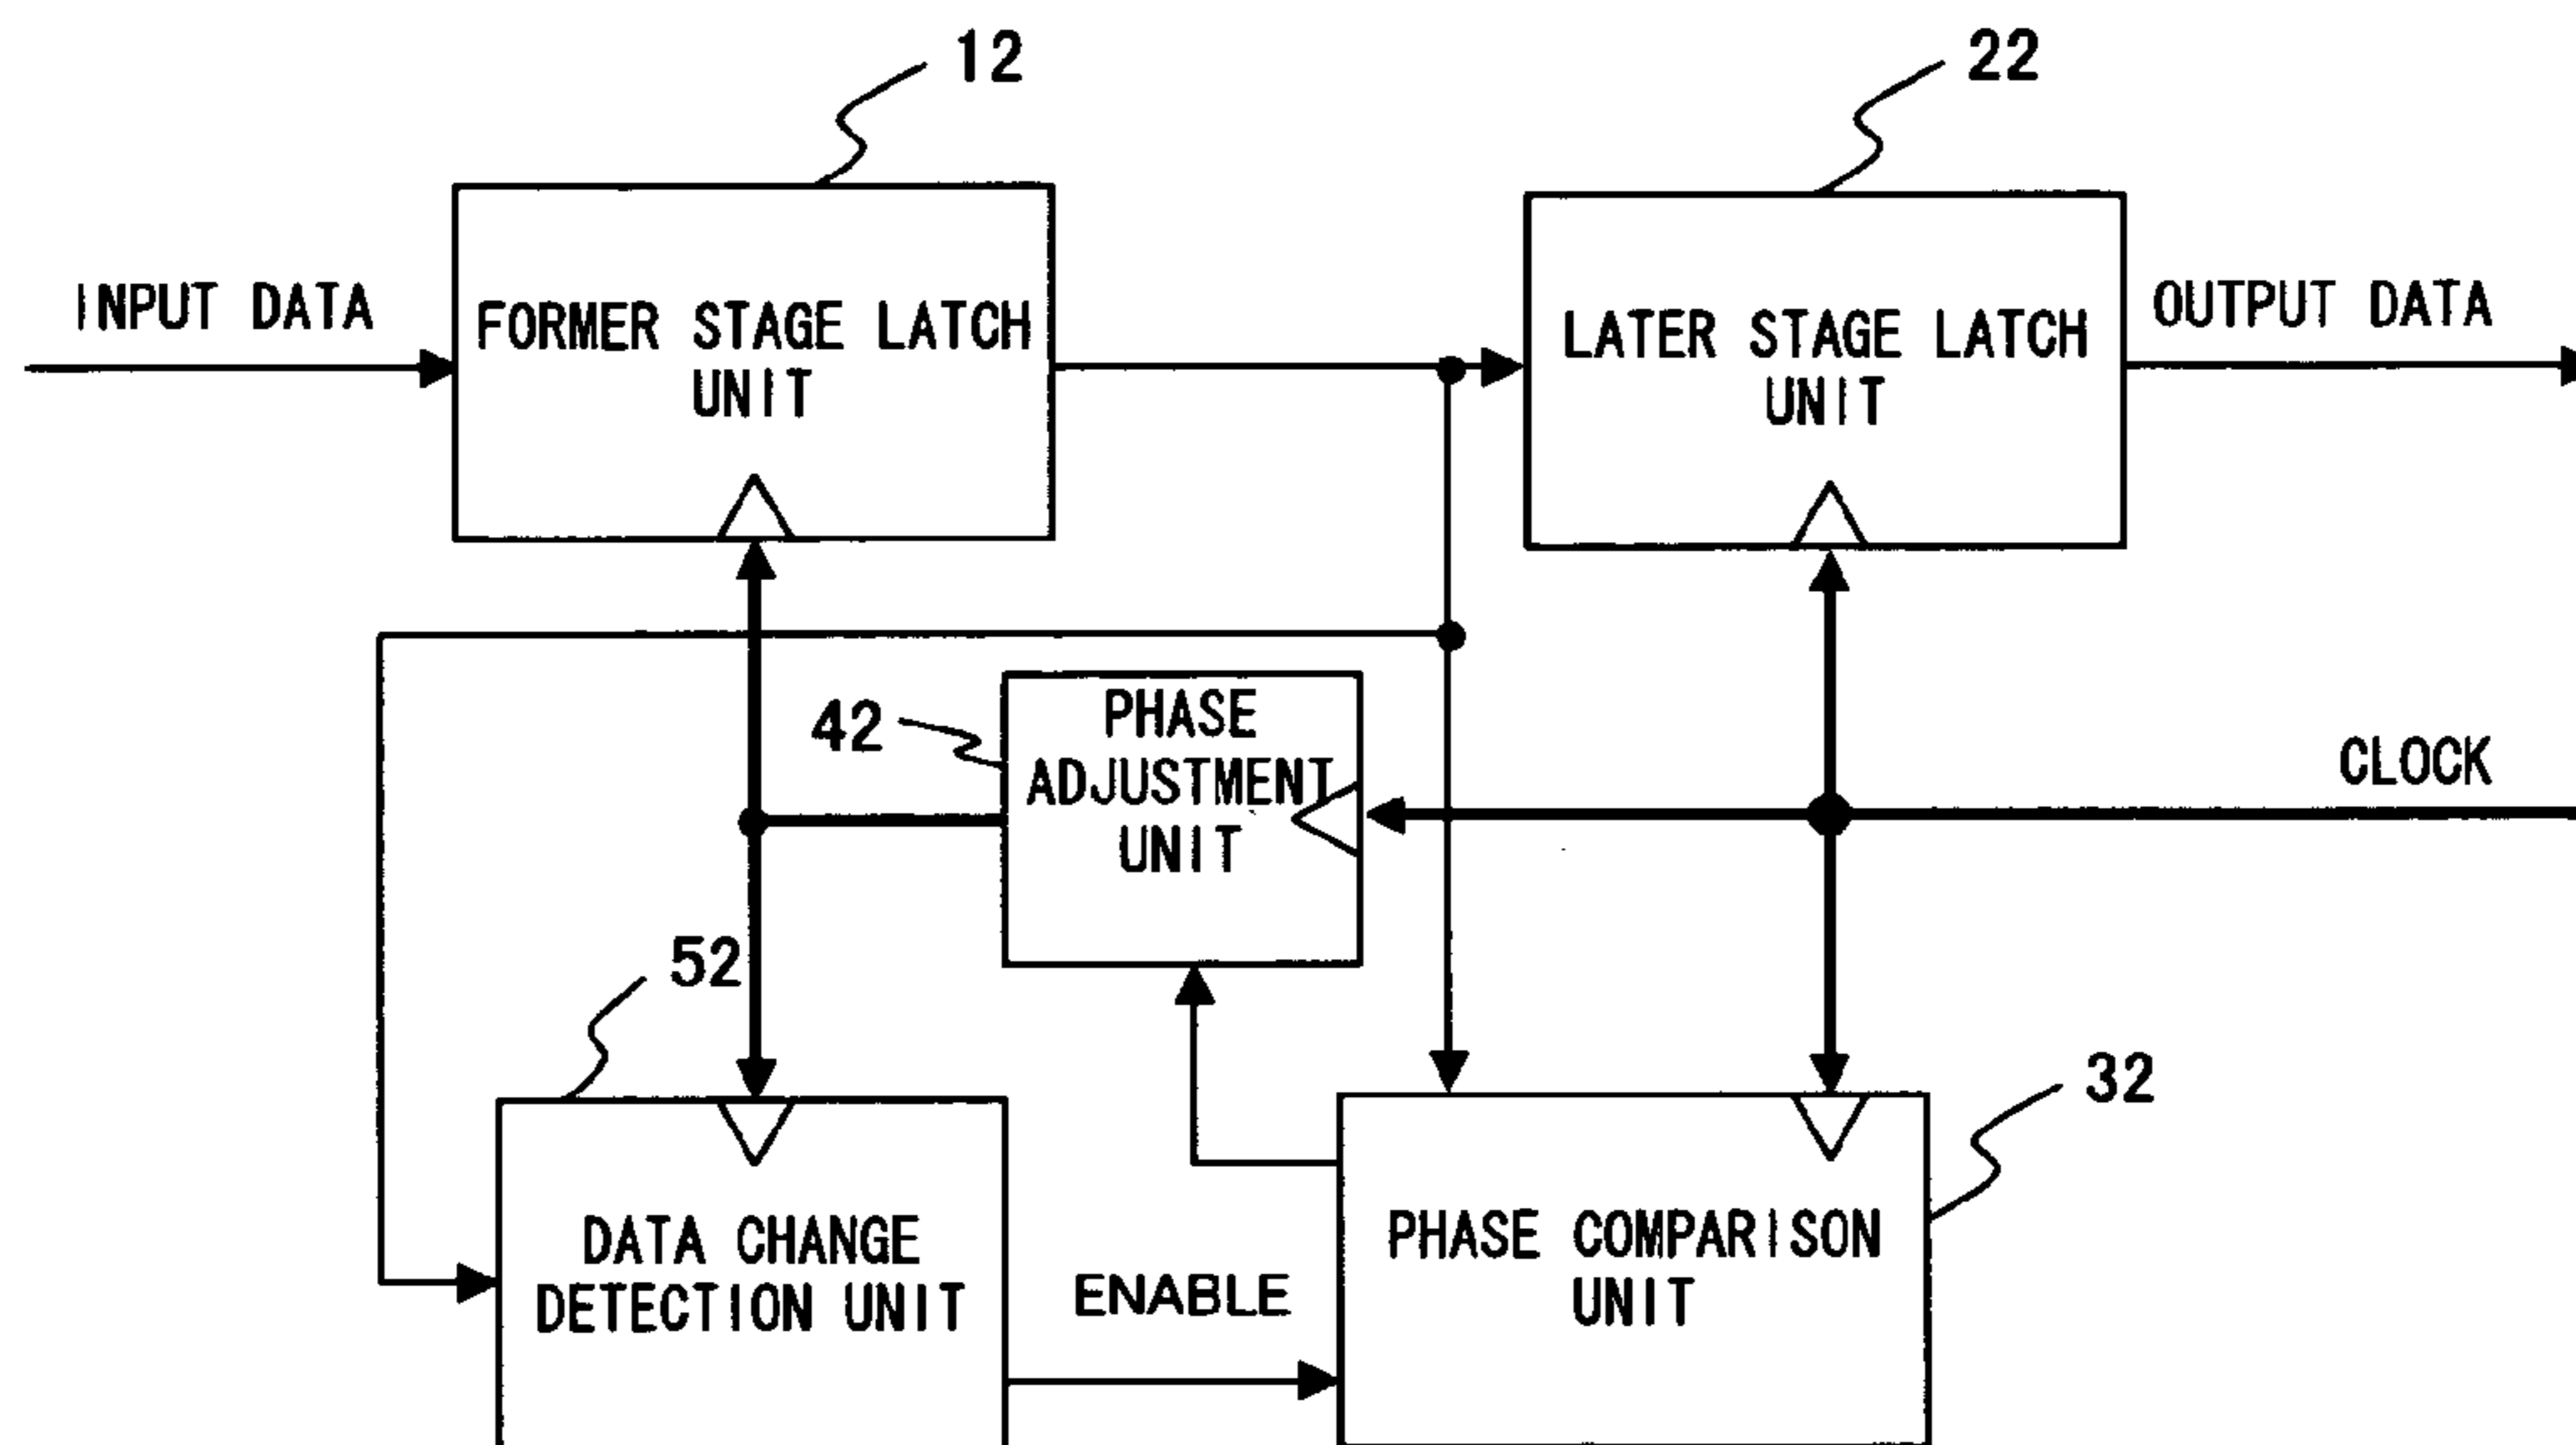 12
22
INPUT DATA
FORMER STAGE LATCH
UNIT
LATER STAGE LATCH
UNIT
OUTPUT DATA
42
PHASE
ADJUSTMENT
UNIT
CLOCK
52
32
DATA CHANGE
DETECTION UNIT
ENABLE
PHASE COMPARISON
UNIT